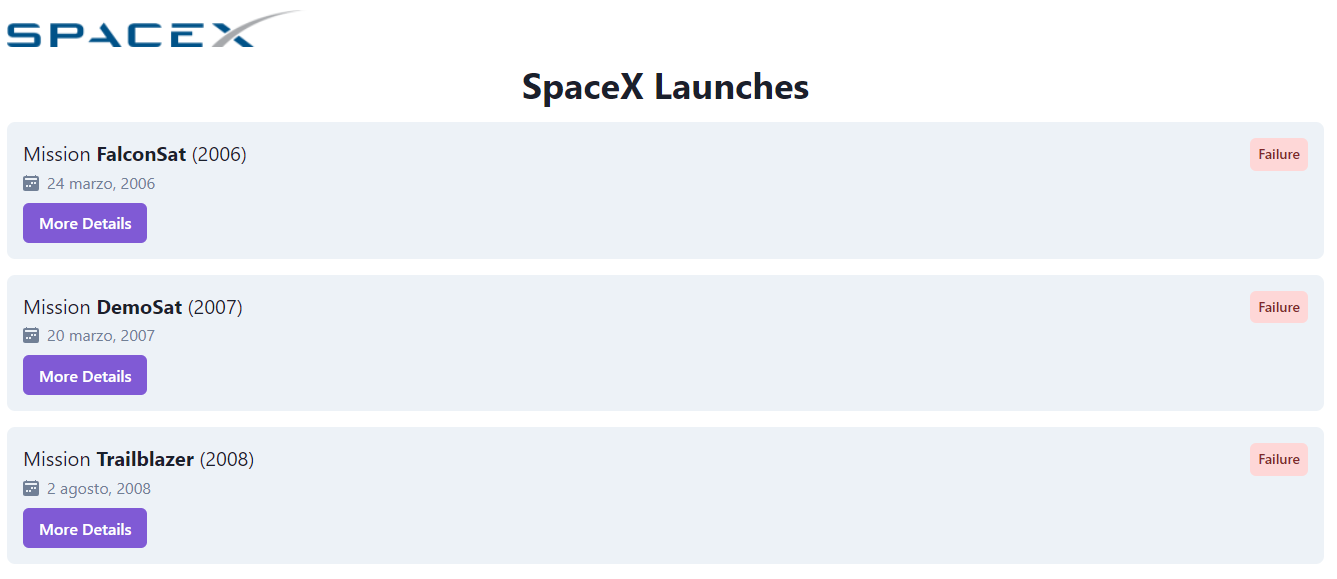 SPACEX
SpaceX Launches
Mission FalconSat (2006)
Failure
24 marzo, 2006
More Details
Mission DemoSat (2007)
Failure
20 marzo, 2007
More Details
Mission Trailblazer (2008)
Failure
2 agosto, 2008
More Details